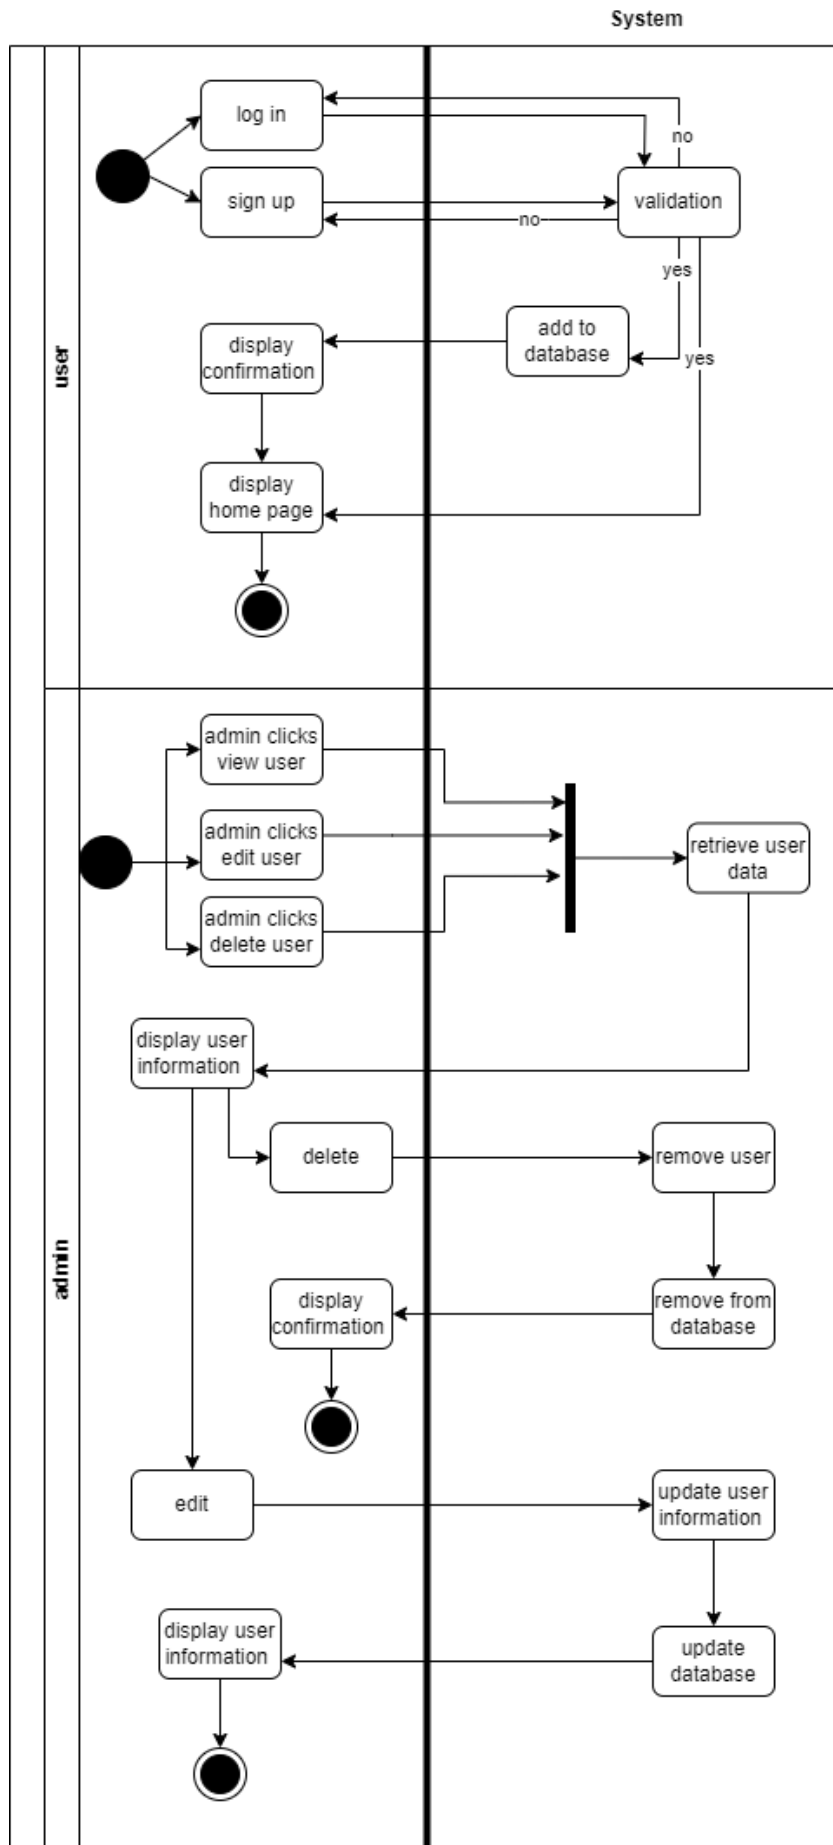 System
log in
no
sign up
validation
no
yes
add to
database
display
confirmation
yes
user
display
home page
admin clicks
view user
admin clicks
edit user
retrieve user
data
admin clicks
delete user
display user
information
delete
remove user
admin
display
confirmation
remove from
database
edit
update user
information
display user
information
update
database